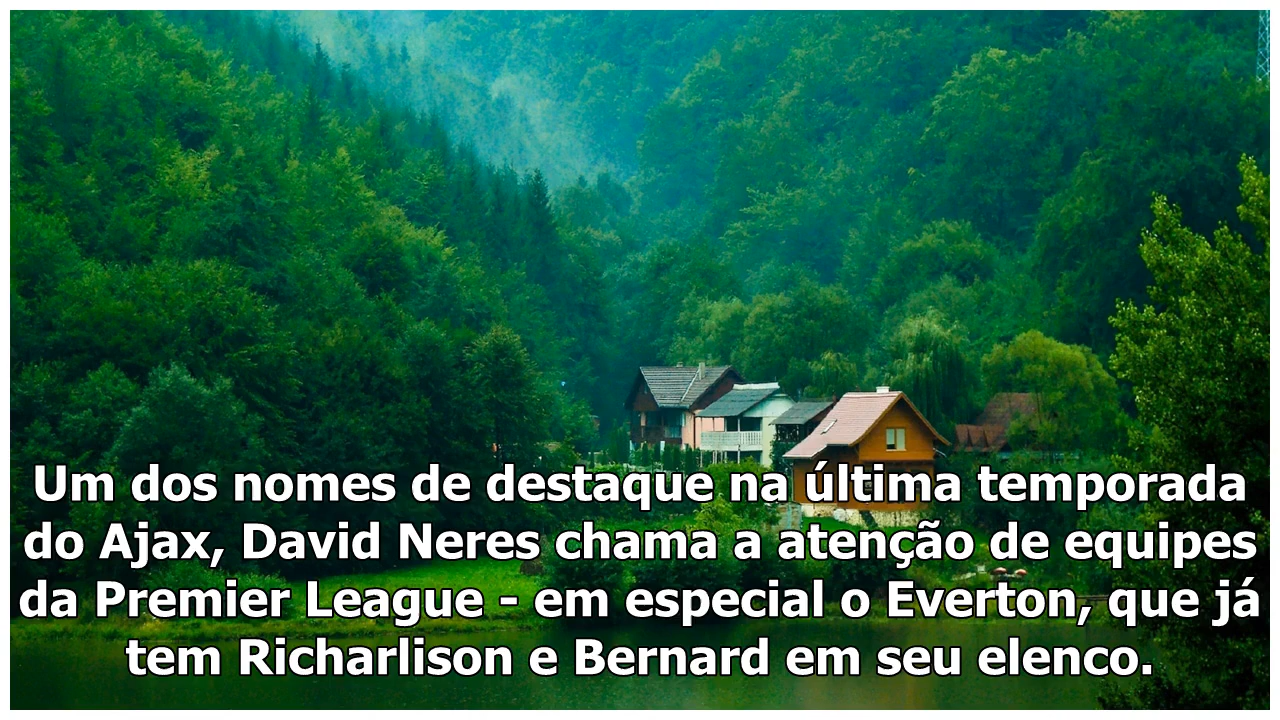 Um dos nomes de destaque na última temporada
do Ajax, David Neres chama a atenção de equipes
da Premier League - em especial o Everton, que já
tem Richarlison e Bernard em seu elenco.